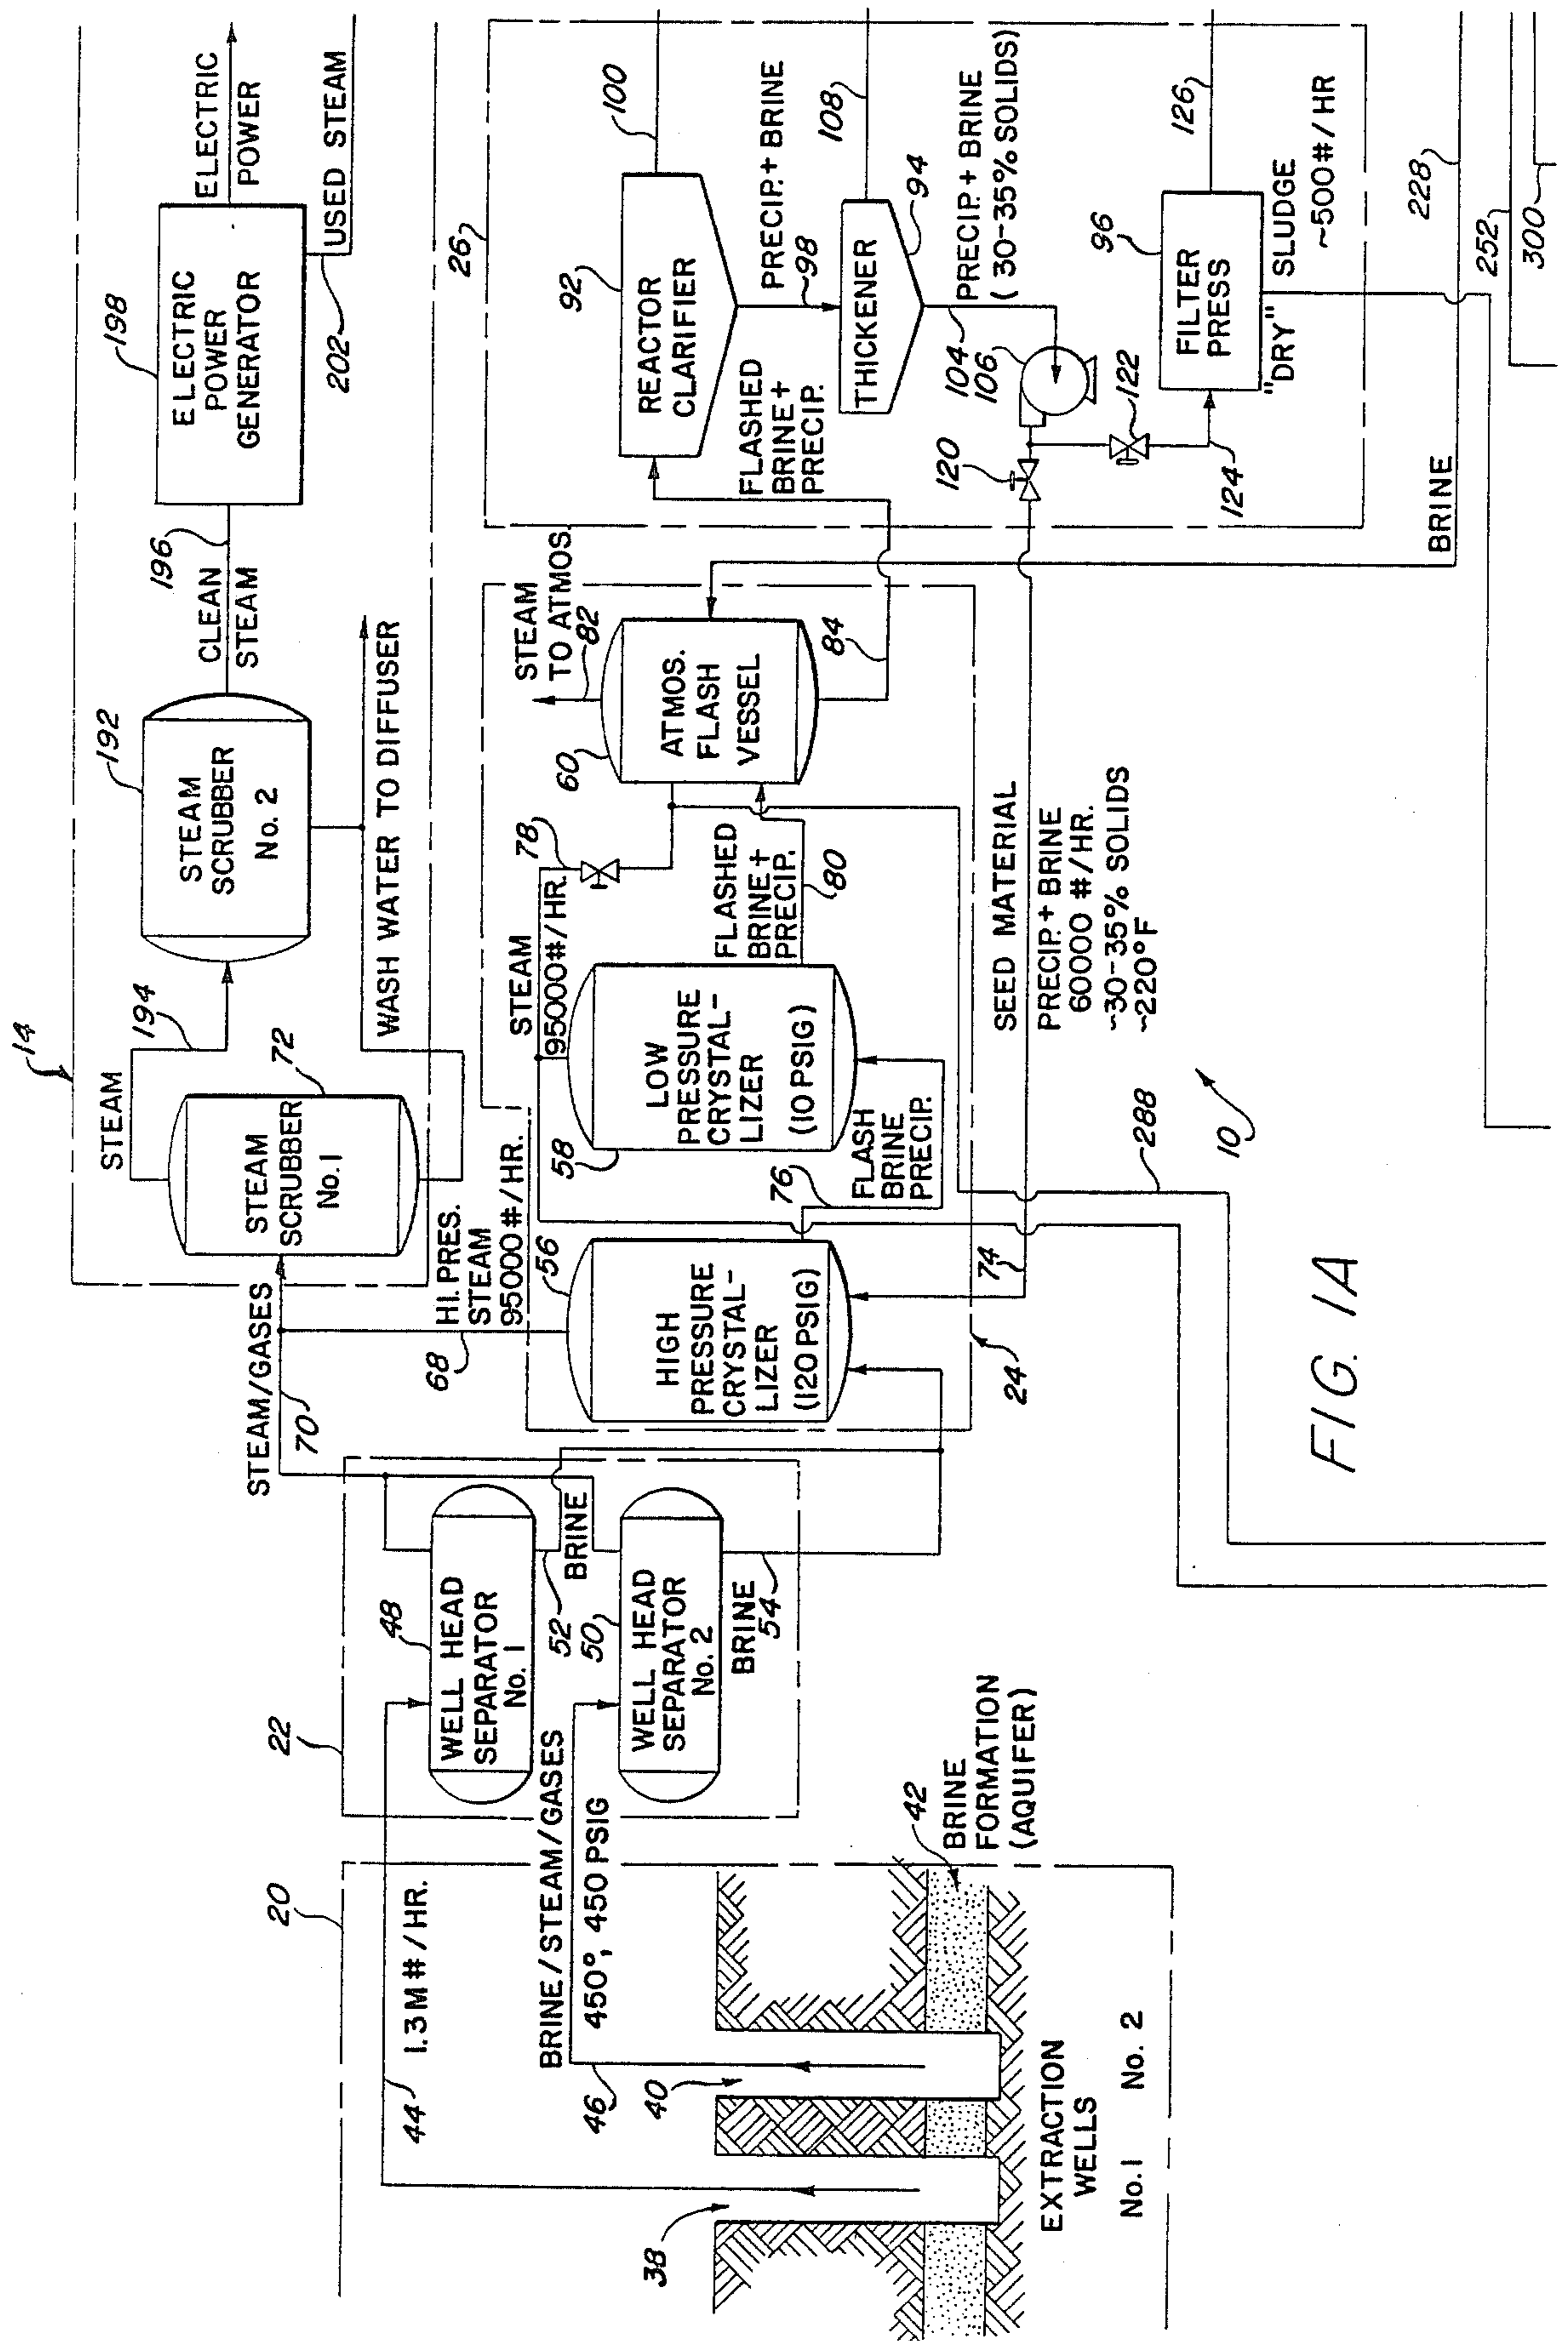 14
STEAM
194
STEAM/GASES
70
STEAM
SCRUBBER
No. 1
72
192
STEAM
SCRUBBER
No. 2
WASH WATER TO DIFFUSER
196
CLEAN
STEAM
198
ELECTRIC
POWER
GENERATOR
ELECTRIC
POWER
202
USED STEAM
20
44
1.3 M # / HR.
BRINE/STEAM/GASES
450°, 450 PSIG
46
40
38
42
BRINE
FORMATION
(AQUIFER)
EXTRACTION
WELLS
No. 1 No. 2
22
48
WELL HEAD
SEPARATOR
No. 1
52
BRINE
50
WELL HEAD
SEPARATOR
No. 2
BRINE
54
68
HI. PRES.
STEAM
95000 # / HR.
56
HIGH
PRESSURE
CRYSTAL-
LIZER
(120 PSIG)
24
74
76
FLASH
BRINE
PRECIP.
58
LOW
PRESSURE
CRYSTAL-
LIZER
(10 PSIG)
STEAM
95000#/HR.
78
FLASHED
BRINE +
PRECIP.
80
60
ATMOS.
FLASH
VESSEL
STEAM
TO ATMOS.
82
84
SEED MATERIAL
PRECIP. + BRINE
6000 #/HR.
~30-35% SOLIDS
~220°F
288
10
26
92
REACTOR
CLARIFIER
100
FLASHED
BRINE +
PRECIP.
PRECIP. + BRINE
98
THICKENER
94
108
PRECIP. + BRINE
(30-35% SOLIDS)
104
106
120
122
124
96
FILTER
PRESS
126
"DRY" SLUDGE
~500#/HR
BRINE
228
252
300
FIG. 1A